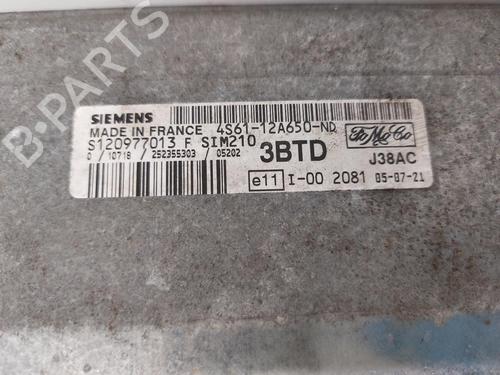 SIEMENS
MADE IN FRANCE 4S61-12A650-ND
S120977013 F SIM210
0 / 10718 / 252355303 / 05202
3BTD
FoMoCo
J38AC
e11 I-00 2081 05-07-21
B-PARTS